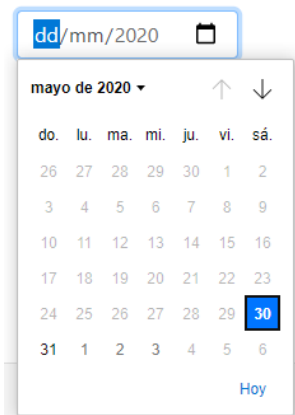 dd/mm/2020
mayo de 2020
do. lu. ma. mi. ju. vi. sá.
26 27 28 29 30 1 2
3 4 5 6 7 8 9
10 11 12 13 14 15 16
17 18 19 20 21 22 23
24 25 26 27 28 29 30
31 1 2 3 4 5 6
Hoy